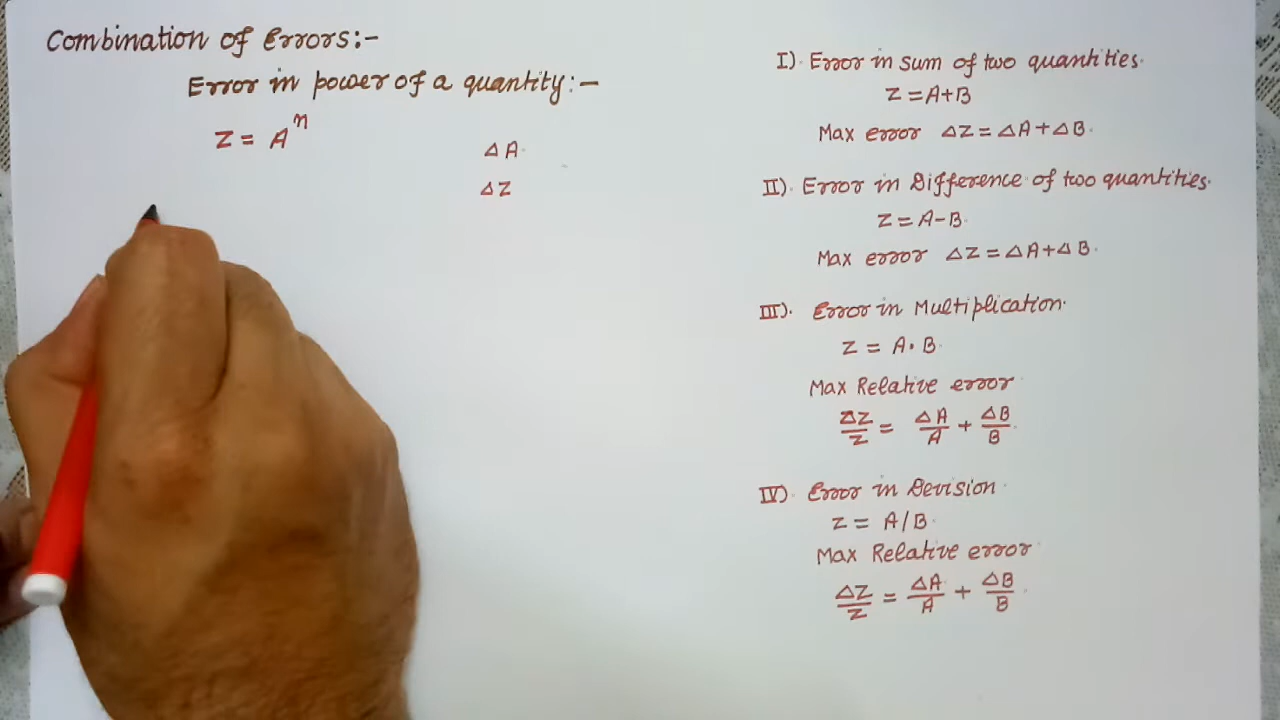 Combination of Errors:-
Error in power of a quantity:-
Z = Aⁿ
ΔA
ΔZ
I). Error in sum of two quantities.
Z = A+B
Max error ΔZ = ΔA+ΔB.
II). Error in Difference of two quantities.
Z = A-B.
Max error ΔZ = ΔA+ΔB.
III). Error in Multiplication.
Z = A.B
Max Relative error
ΔZ/Z = ΔA/A + ΔB/B
IV). Error in Devision
Z = A/B
Max Relative error
ΔZ/Z = ΔA/A + ΔB/B